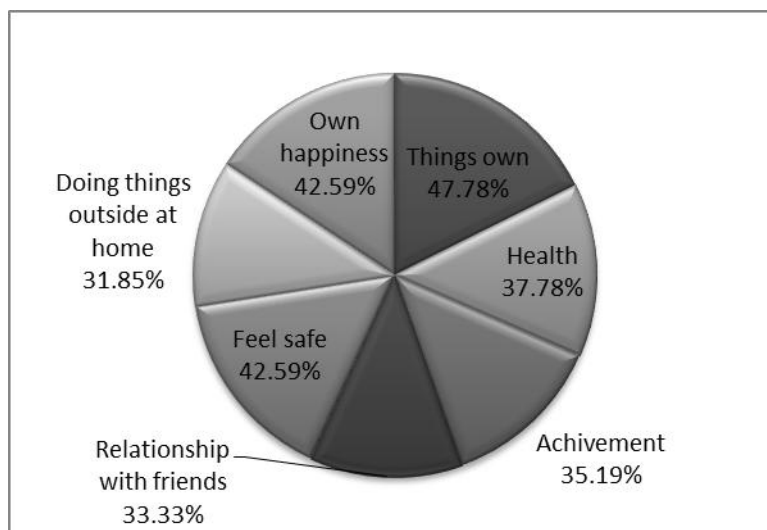 Own
happiness
42.59%
Things own
47.78%
Doing things
outside at
home
31.85%
Health
37.78%
Feel safe
42.59%
Relationship
with friends
33.33%
Achivement
35.19%